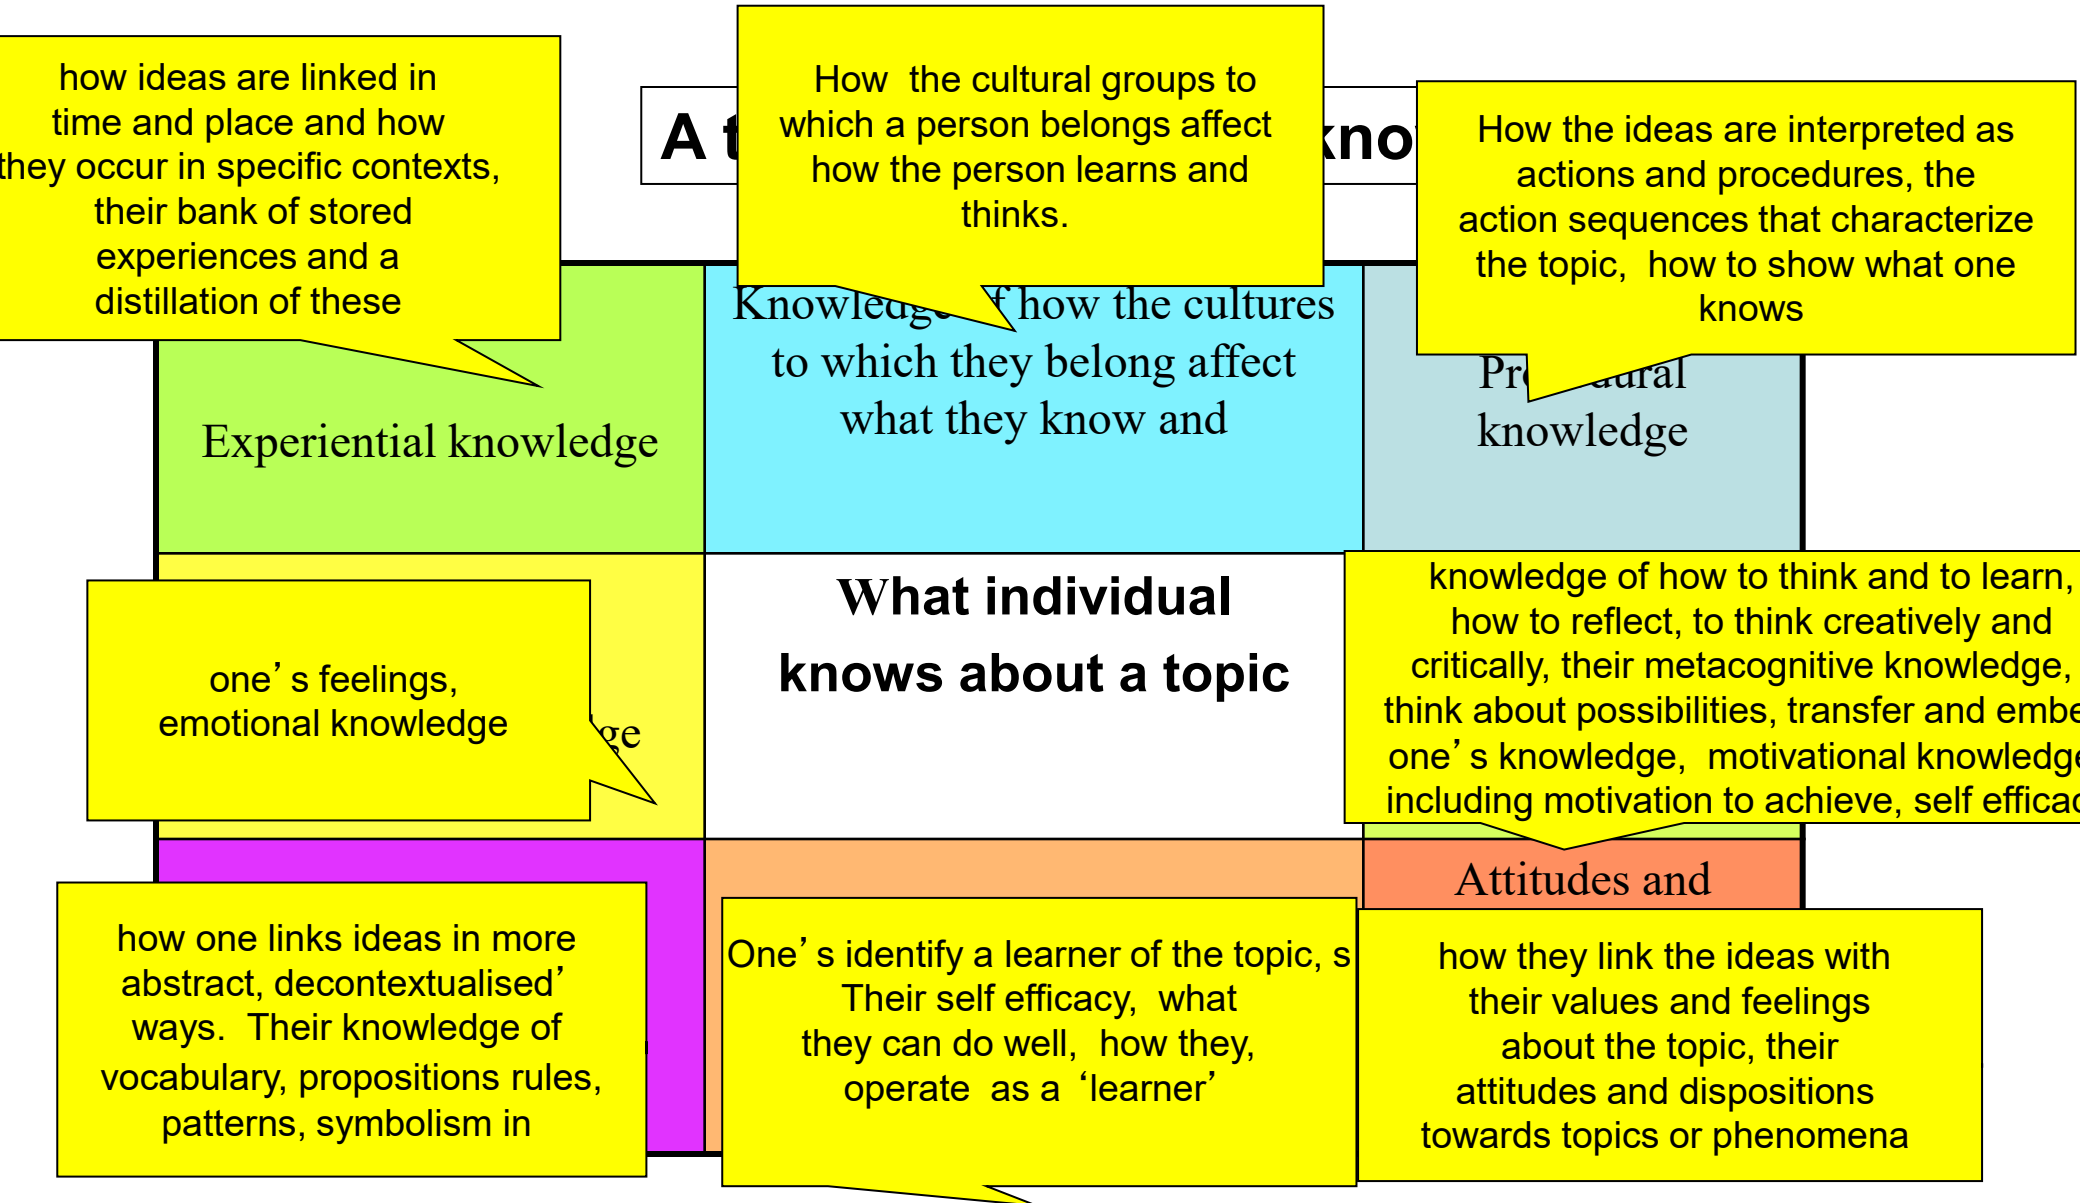 how ideas are linked in
time and place and how
they occur in specific contexts,
their bank of stored
experiences and a
distillation of these
How the cultural groups to
which a person belongs affect
how the person learns and
thinks.
A
How the ideas are interpreted as
actions and procedures, the
action sequences that characterize
the topic, how to show what one
knows
Experiential knowledge
how the cultures
to which they belong affect
what they know and
knowledge
one’s feelings,
emotional knowledge
What individual
knows about a topic
knowledge of how to think and to learn,
how to reflect, to think creatively and
critically, their metacognitive knowledge,
think about possibilities, transfer and
one’s knowledge, motivational
including motivation to achieve, self
Attitudes and
how one links ideas in more
abstract, decontextualised’
ways. Their knowledge of
vocabulary, propositions rules,
patterns, symbolism in
One’s identify a learner of the topic, s
Their self efficacy, what
they can do well, how they,
operate as a ‘learner’
how they link the ideas with
their values and feelings
about the topic, their
attitudes and dispositions
towards topics or phenomena